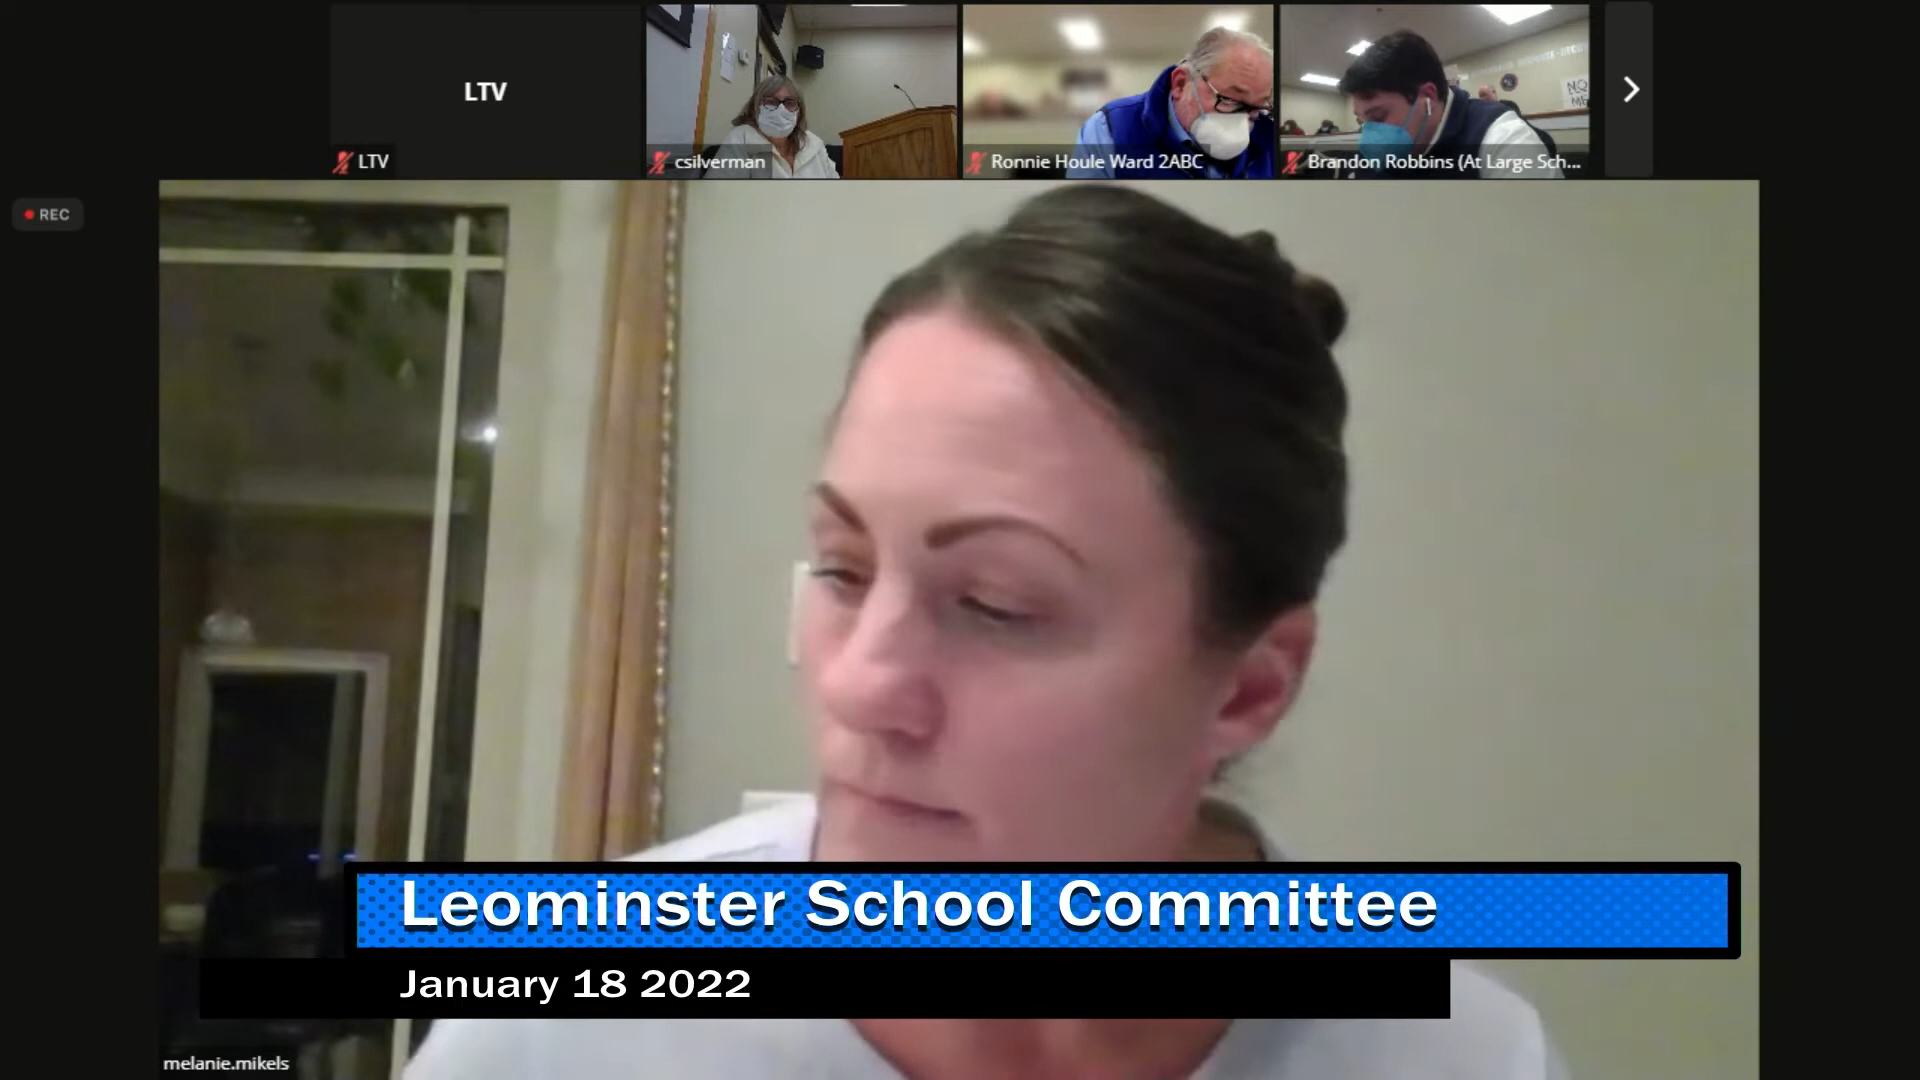 LTV
LTV
csilverman
Ronnie Houle Ward 2ABC
Brandon Robbins (At Large Sch...
NO
REC
Leominster School Committee
January 18 2022
melanie.mikels